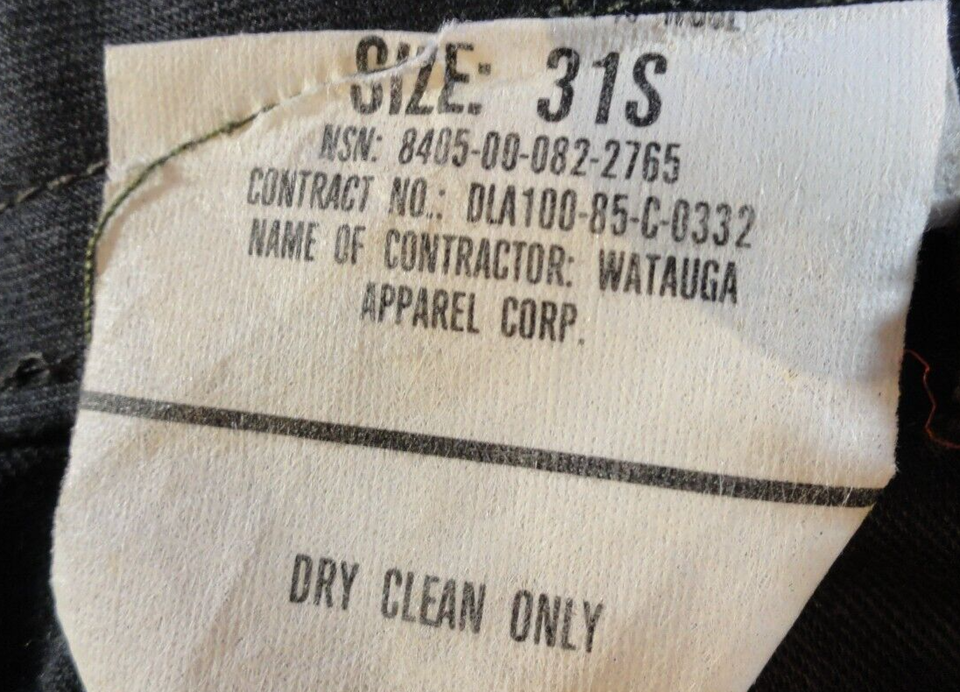 SIZE: 31S
NSN: 8405-00-082-2765
CONTRACT NO.: DLA100-85-C-0332
NAME OF CONTRACTOR: WATAUGA
APPAREL CORP.
DRY CLEAN ONLY